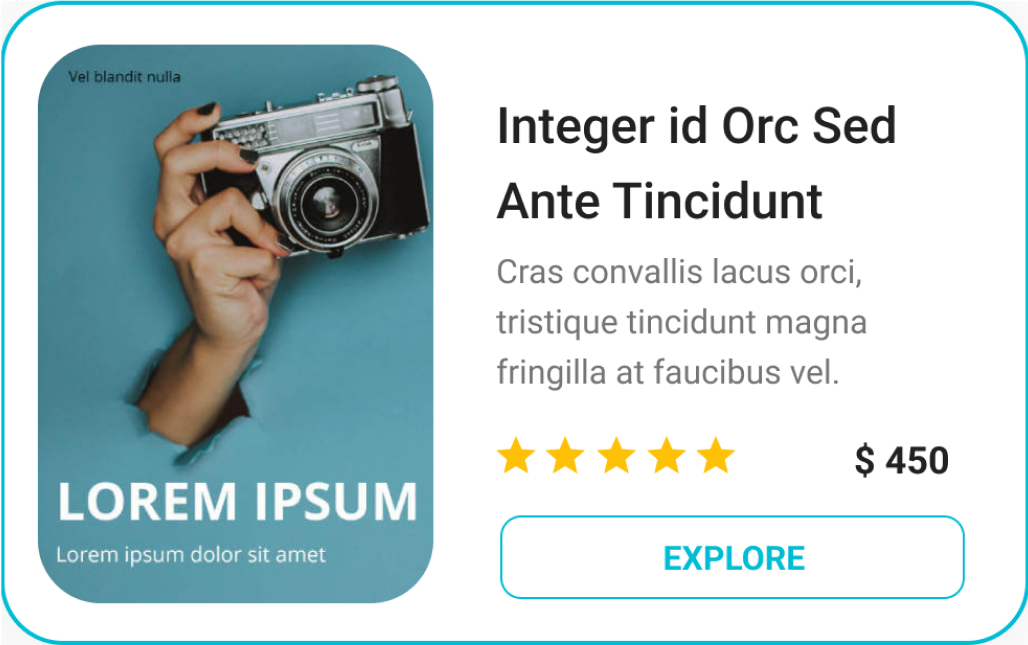 Vel blandit nulla
LOREM IPSUM
Lorem ipsum dolor sit amet
Integer id Orc Sed
Ante Tincidunt
Cras convallis lacus orci,
tristique tincidunt magna
fringilla at faucibus vel.
$ 450
EXPLORE